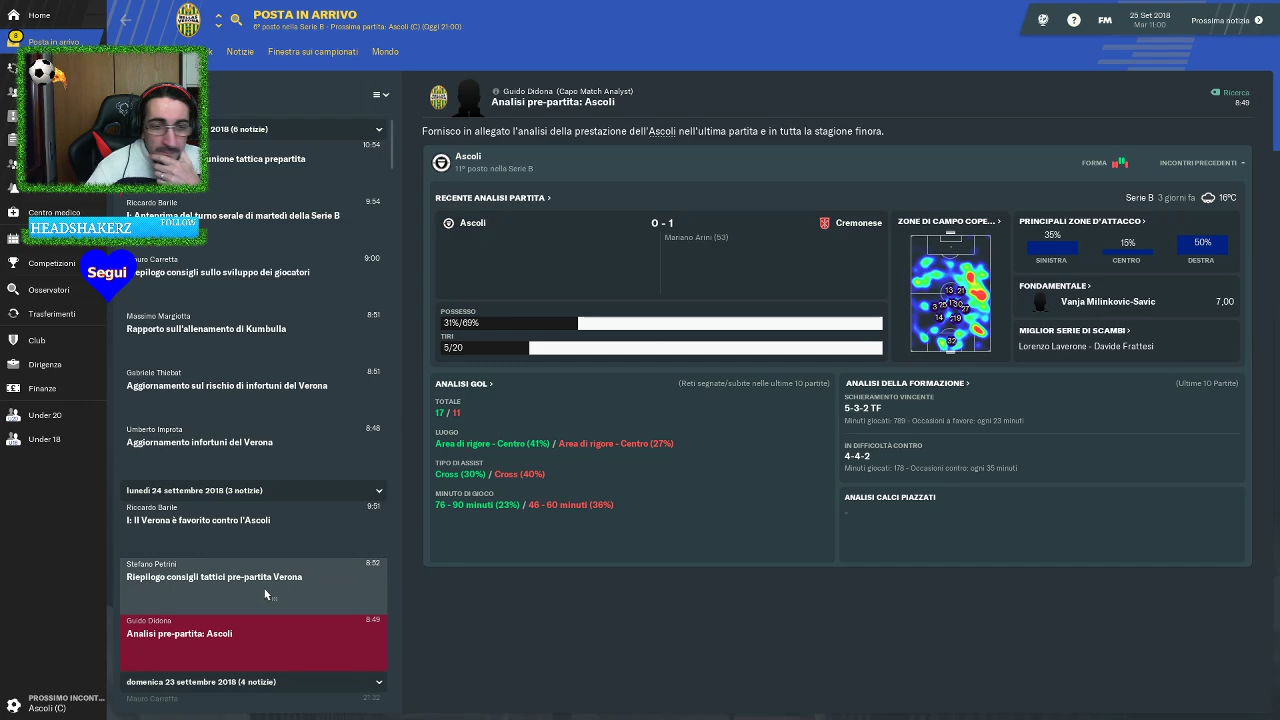 Home
POSTA IN ARRIVO
6° posto nella Serie B - Prossima partita: Ascoli (C) (Oggi 21:00)
FM
25 Set 2018
Mar 11:00
Prossima notizia
8
Posta in arrivo
Notizie
Finestra sui campionati
Mondo
2018 (6 notizie)
10:54
unione tattica prepartita
Riccardo Barile
9:54
I: Anteprima del turno serale di martedì della Serie B
Mauro Carretta
9:00
Riepilogo consigli sullo sviluppo dei giocatori
Massimo Margiotta
8:51
Rapporto sull'allenamento di Kumbulla
Gabriele Thiebat
8:51
Aggiornamento sul rischio di infortuni del Verona
Umberto Improta
8:48
Aggiornamento infortuni del Verona
lunedì 24 settembre 2018 (3 notizie)
Riccardo Barile
9:51
I: Il Verona è favorito contro l'Ascoli
Stefano Petrini
8:52
Riepilogo consigli tattici pre-partita Verona
Guido Didona
8:49
Analisi pre-partita: Ascoli
domenica 23 settembre 2018 (4 notizie)
Mauro Carretta
21:32
HEADSHAKERZ
FOLLOW
Segui
Centro medico
Competizioni
Osservatori
Trasferimenti
Club
Dirigenza
Finanze
Under 20
Under 18
PROSSIMO INCONT...
Ascoli (C)
Guido Didona (Capo Match Analyst)
Analisi pre-partita: Ascoli
Ricerca
8:49
Fornisco in allegato l'analisi della prestazione dell'Ascoli nell'ultima partita e in tutta la stagione finora.
Ascoli
11° posto nella Serie B
FORMA
INCONTRI PRECEDENTI
RECENTE ANALISI PARTITA
Serie B 3 giorni fa 16°C
Ascoli
0 - 1
Cremonese
Mariano Arini (53)
POSSESSO
31%/69%
TIRI
5/20
ZONE DI CAMPO COPE...
13 21
14
32
PRINCIPALI ZONE D'ATTACCO
35%
15%
50%
SINISTRA
CENTRO
DESTRA
FONDAMENTALE
Vanja Milinkovic-Savic
7,00
MIGLIOR SERIE DI SCAMBI
Lorenzo Laverone - Davide Frattesi
ANALISI GOL
(Reti segnate/subite nelle ultime 10 partite)
TOTALE
17 / 11
LUOGO
Area di rigore - Centro (41%) / Area di rigore - Centro (27%)
TIPO DI ASSIST
Cross (30%) / Cross (40%)
MINUTO DI GIOCO
76 - 90 minuti (23%) / 46 - 60 minuti (36%)
ANALISI DELLA FORMAZIONE
(Ultime 10 Partite)
SCHIERAMENTO VINCENTE
5-3-2 TF
Minuti giocati: 789 - Occasioni a favore: ogni 23 minuti
IN DIFFICOLTÀ CONTRO
4-4-2
Minuti giocati: 178 - Occasioni contro: ogni 35 minuti
ANALISI CALCI PIAZZATI
-